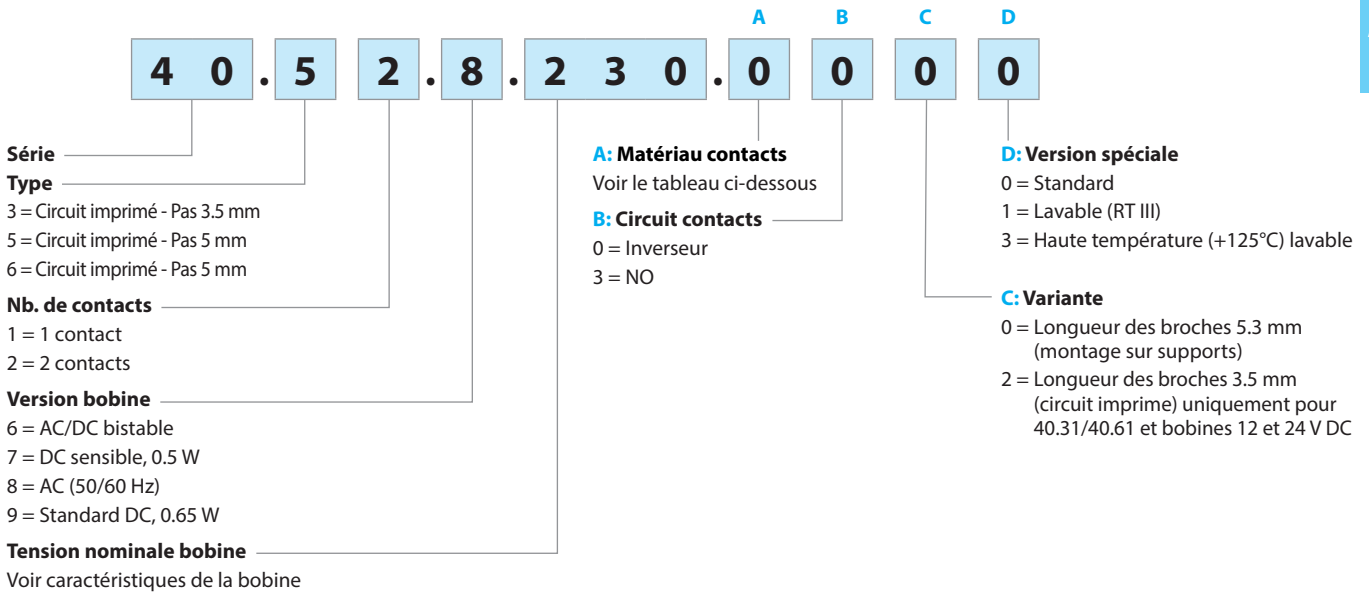 A B C D
4 0 . 5 2 . 8 . 2 3 0 . 0 0 0 0
Série
Type
3 = Circuit imprimé - Pas 3.5 mm
5 = Circuit imprimé - Pas 5 mm
6 = Circuit imprimé - Pas 5 mm
Nb. de contacts
1 = 1 contact
2 = 2 contacts
Version bobine
6 = AC/DC bistable
7 = DC sensible, 0.5 W
8 = AC (50/60 Hz)
9 = Standard DC, 0.65 W
Tension nominale bobine
Voir caractéristiques de la bobine
A: Matériau contacts
Voir le tableau ci-dessous
B: Circuit contacts
0 = Inverseur
3 = NO
D: Version spéciale
0 = Standard
1 = Lavable (RT III)
3 = Haute température (+125°C) lavable
C: Variante
0 = Longueur des broches 5.3 mm
(montage sur supports)
2 = Longueur des broches 3.5 mm
(circuit imprime) uniquement pour
40.31/40.61 et bobines 12 et 24 V DC